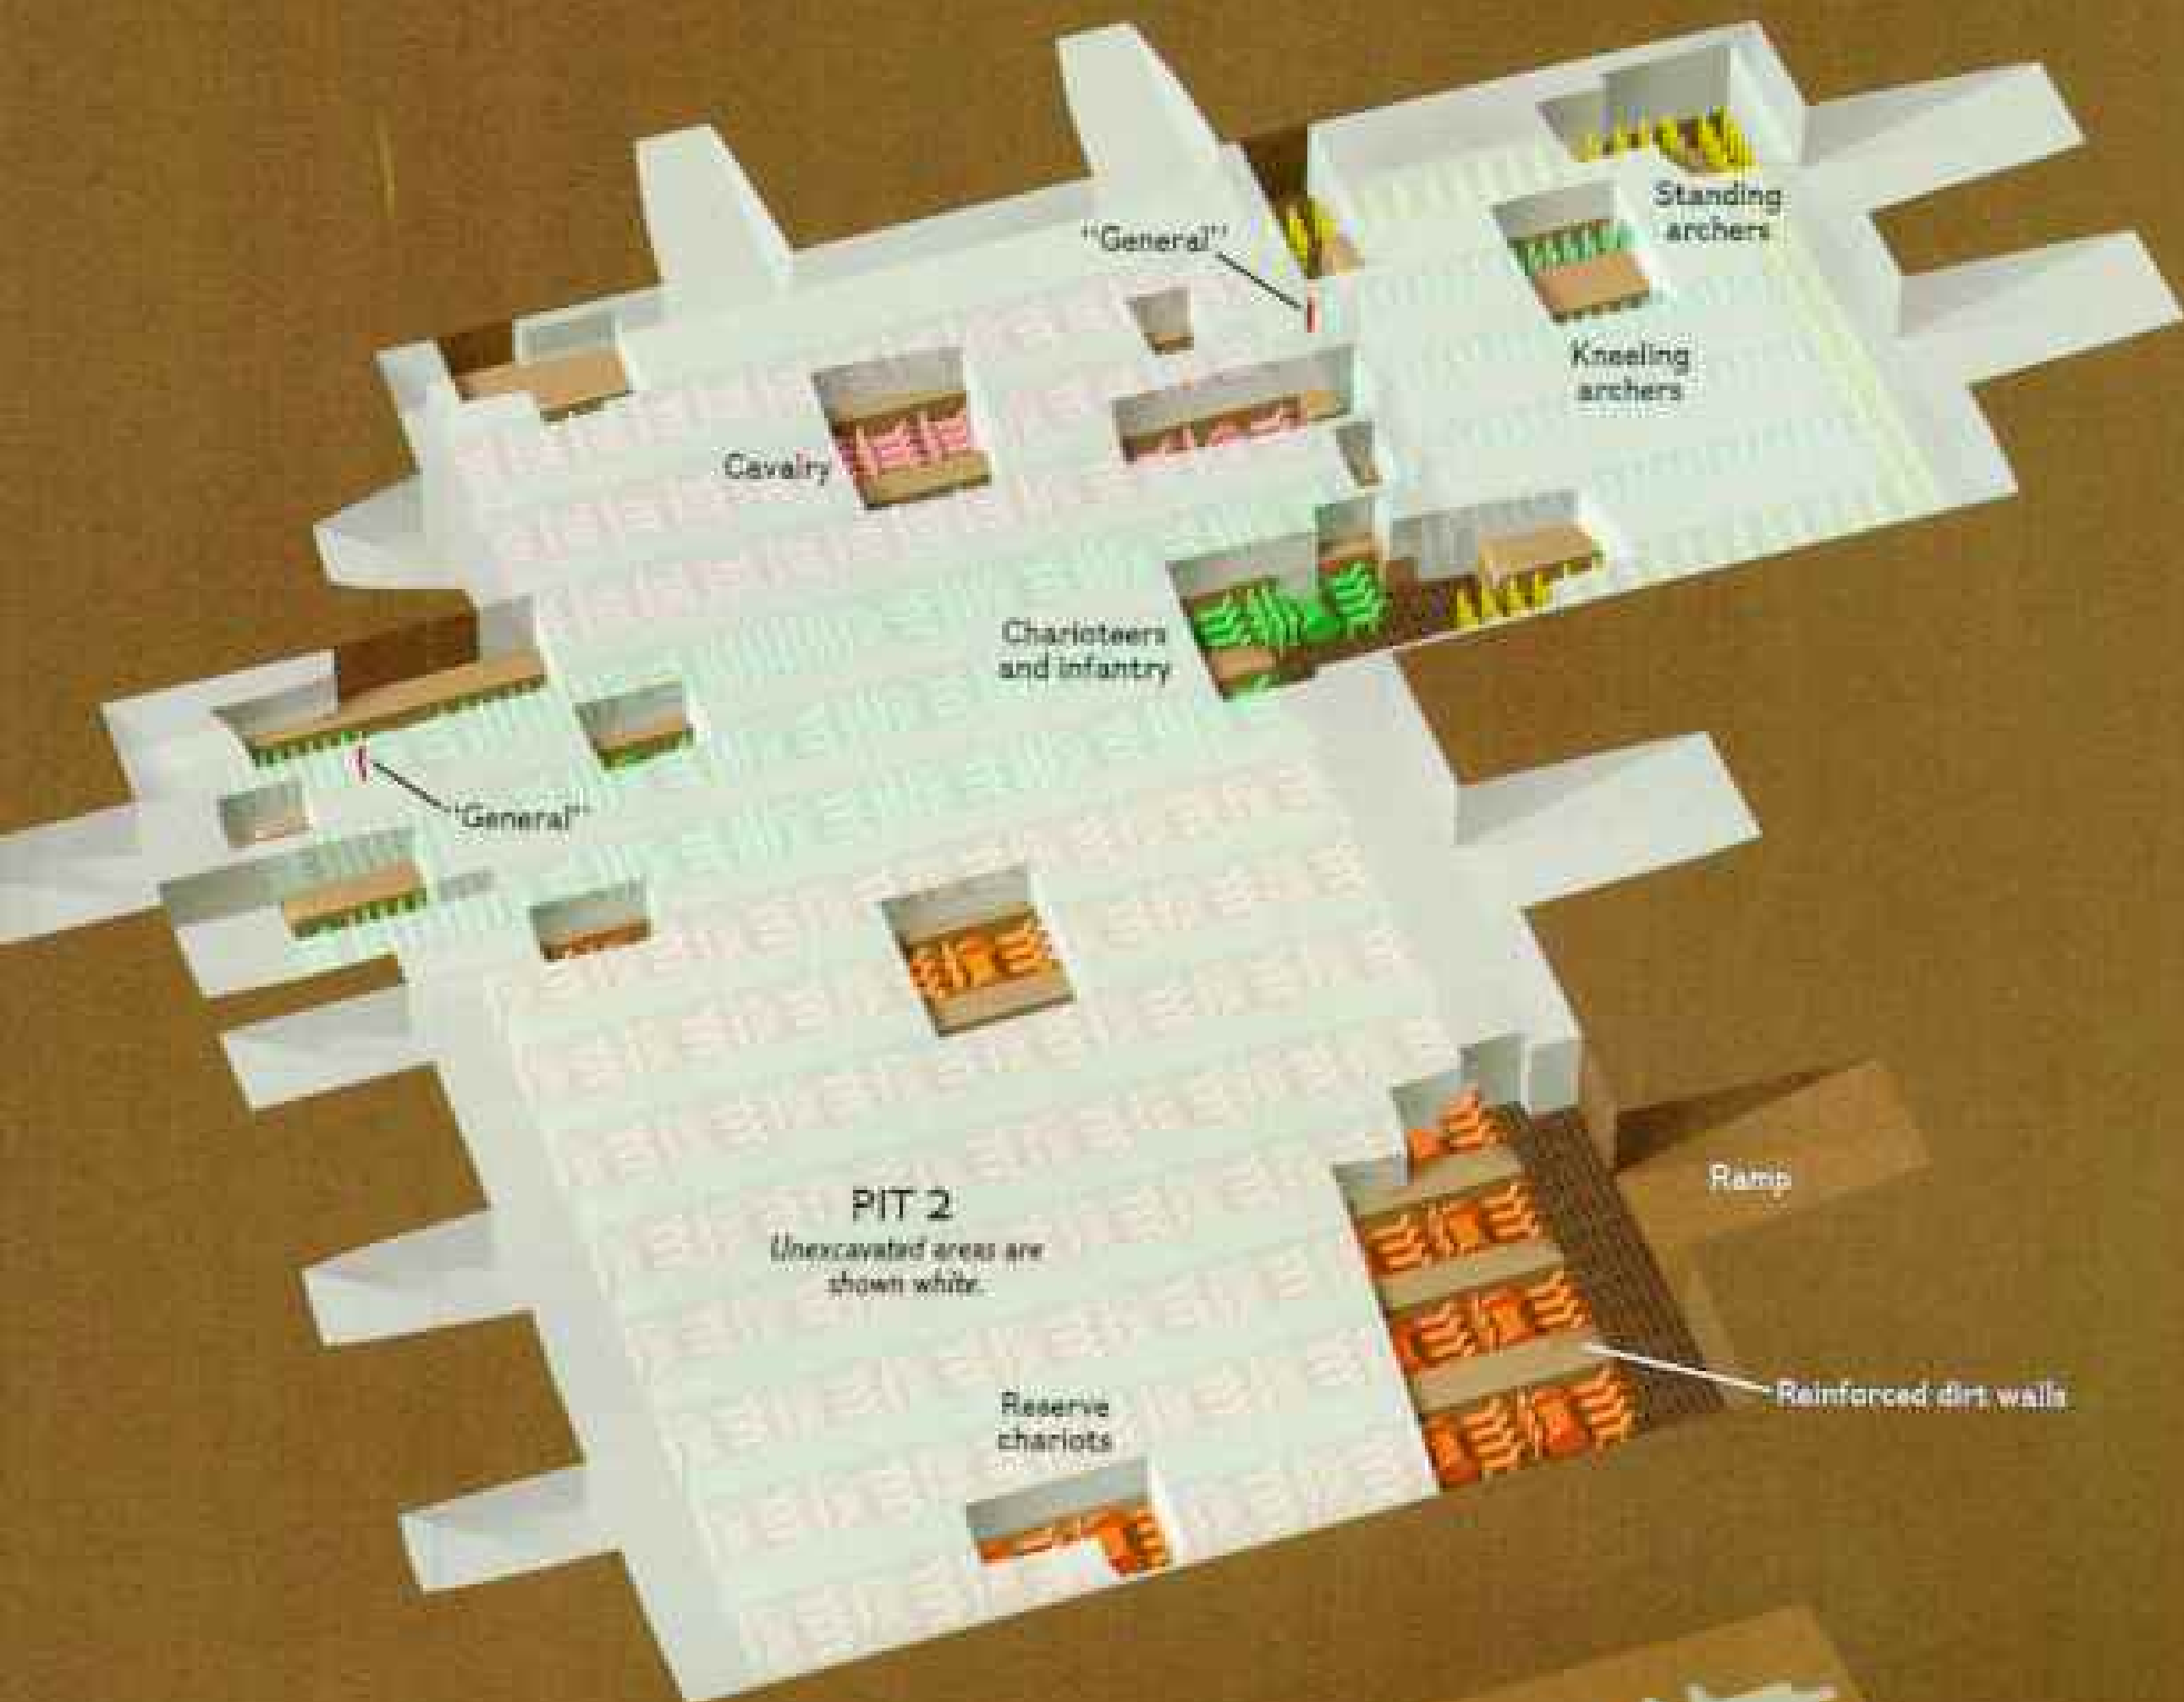 Standing
archers
"General"
Kneeling
archers
Cavalry
Charioteers
and infantry
"General"
Ramp
PIT 2
Unexcavated areas are
shown white.
Reinforced dirt walls
Reserve
chariots